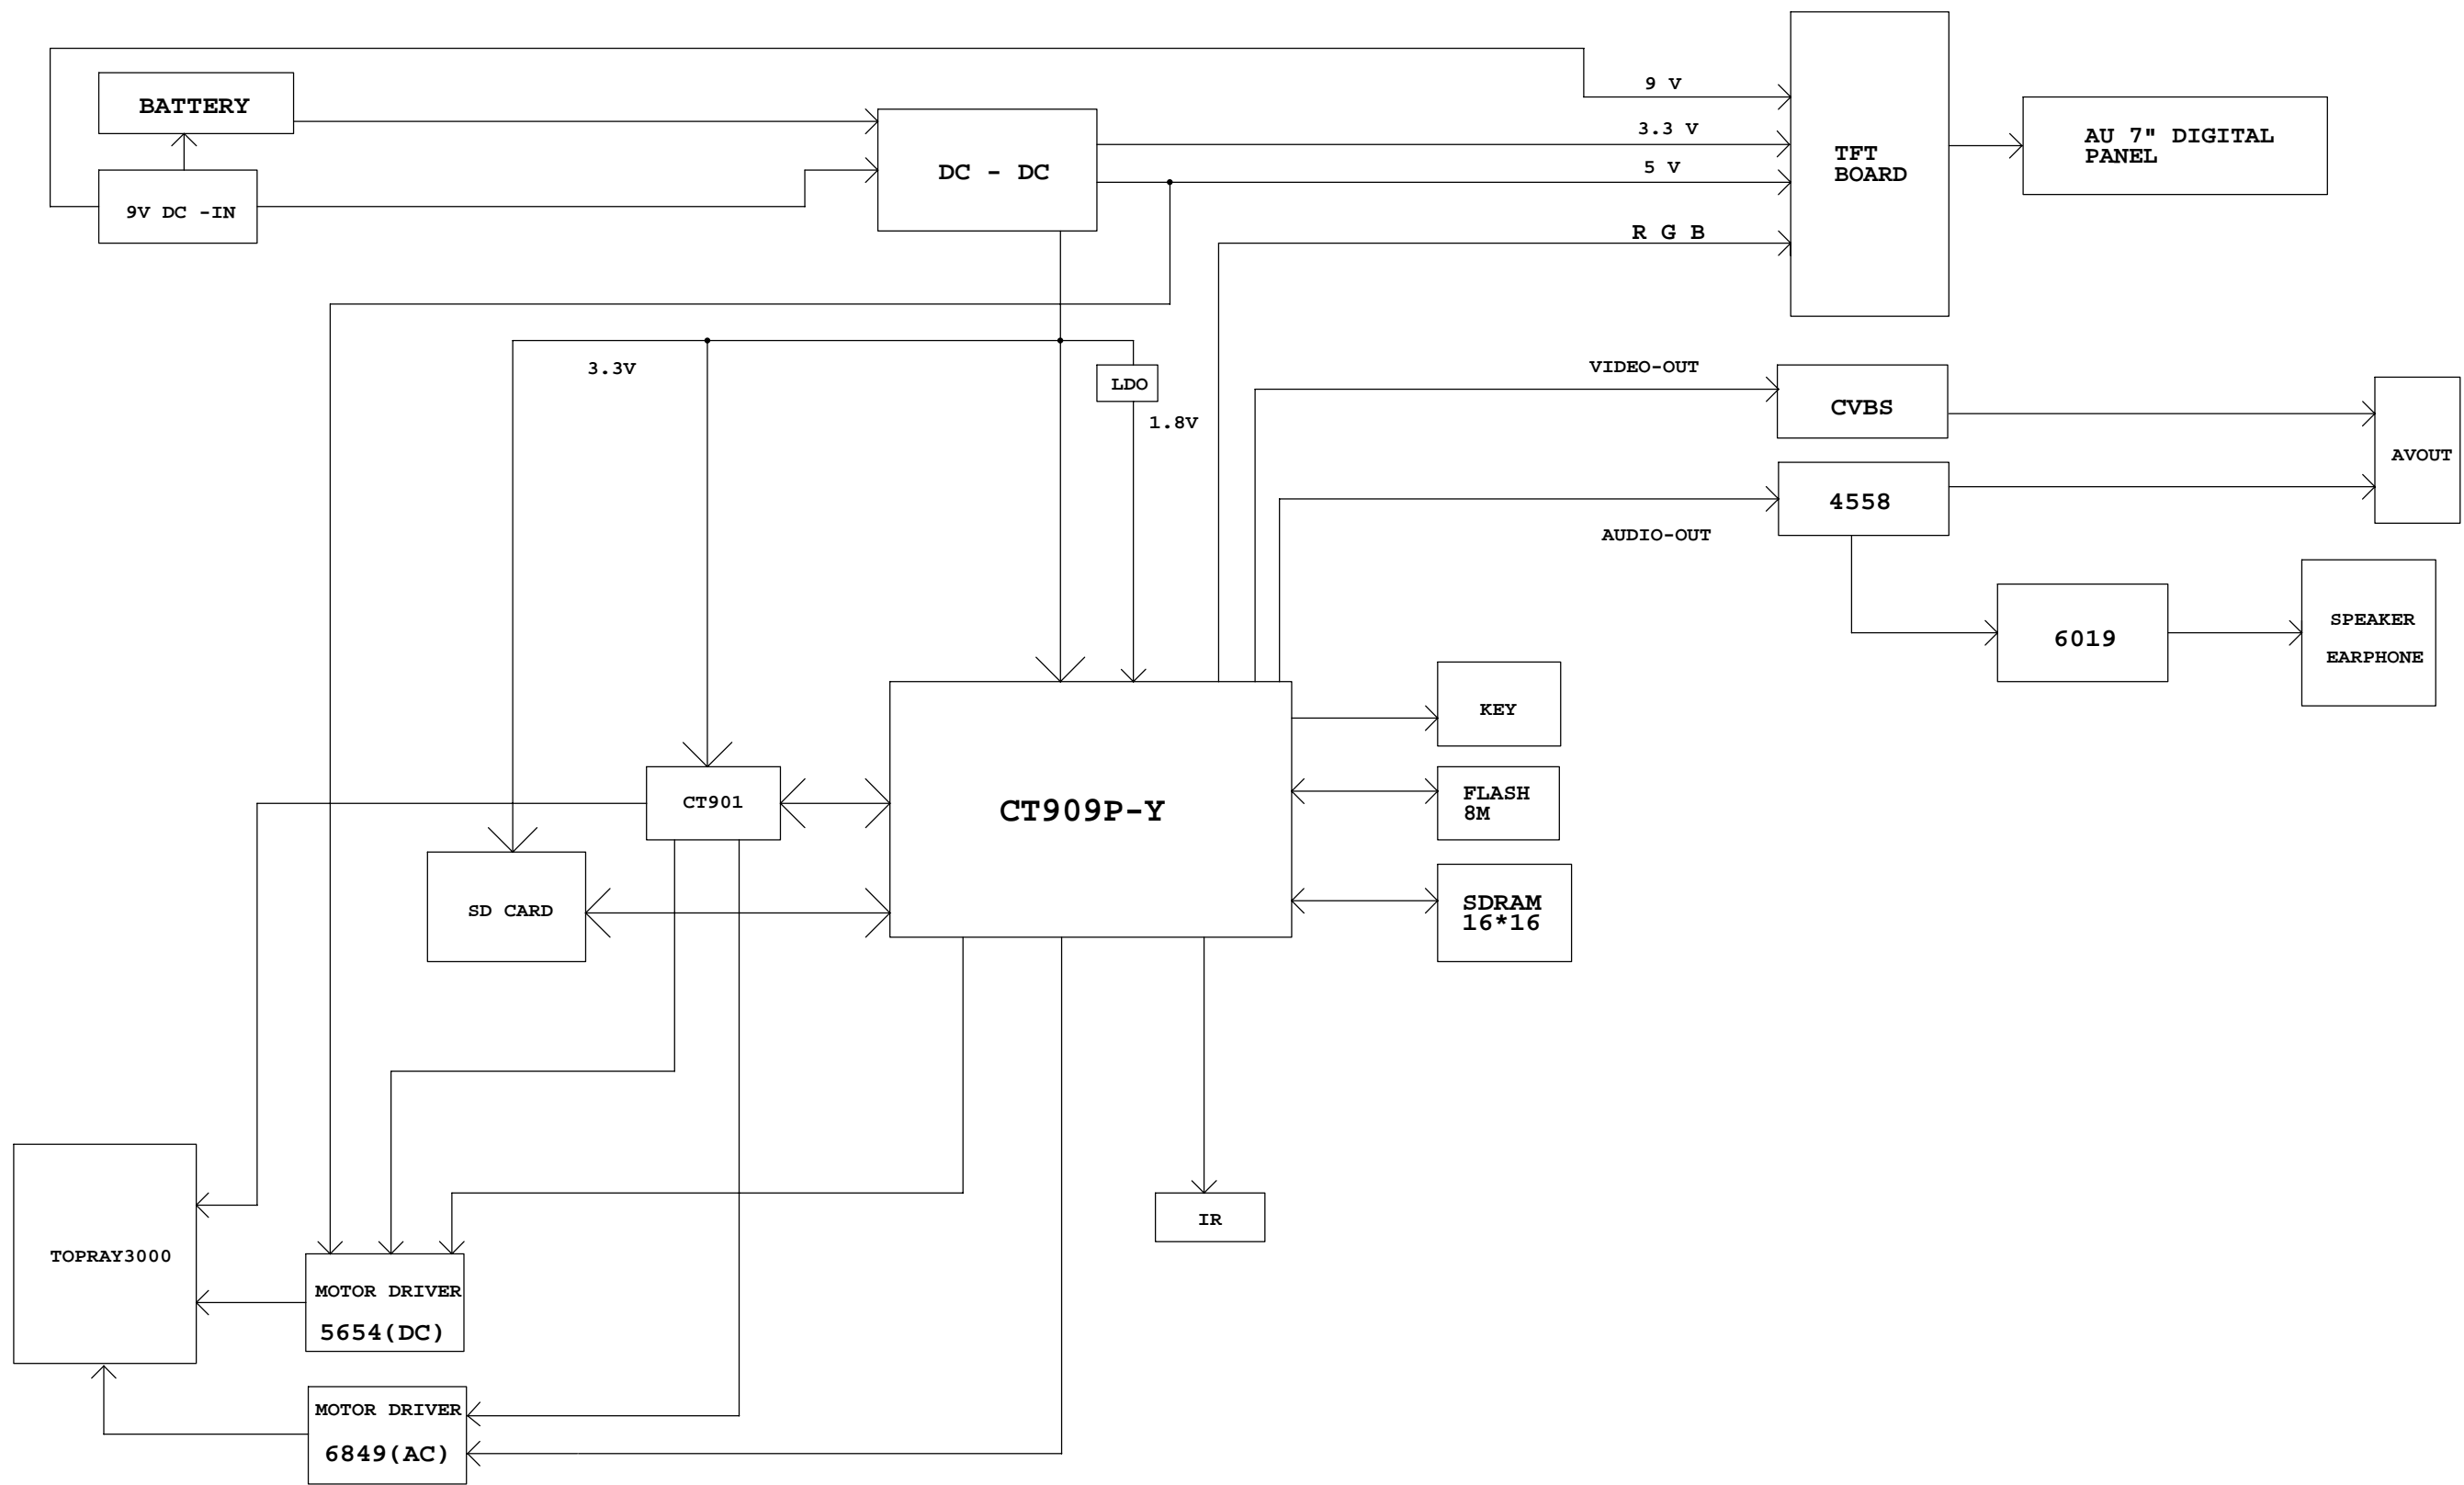 9 V
BATTERY
3.3 V
AU 7" DIGITAL
PANEL
TFT
BOARD
5 V
DC - DC
9V DC -IN
R G B
3.3V
LDO
1.8V
VIDEO-OUT
CVBS
AVOUT
4558
AUDIO-OUT
6019
SPEAKER
EARPHONE
KEY
CT901
CT909P-Y
FLASH
8M
SD CARD
SDRAM
16*16
IR
TOPRAY3000
MOTOR DRIVER
5654(DC)
MOTOR DRIVER
6849(AC)